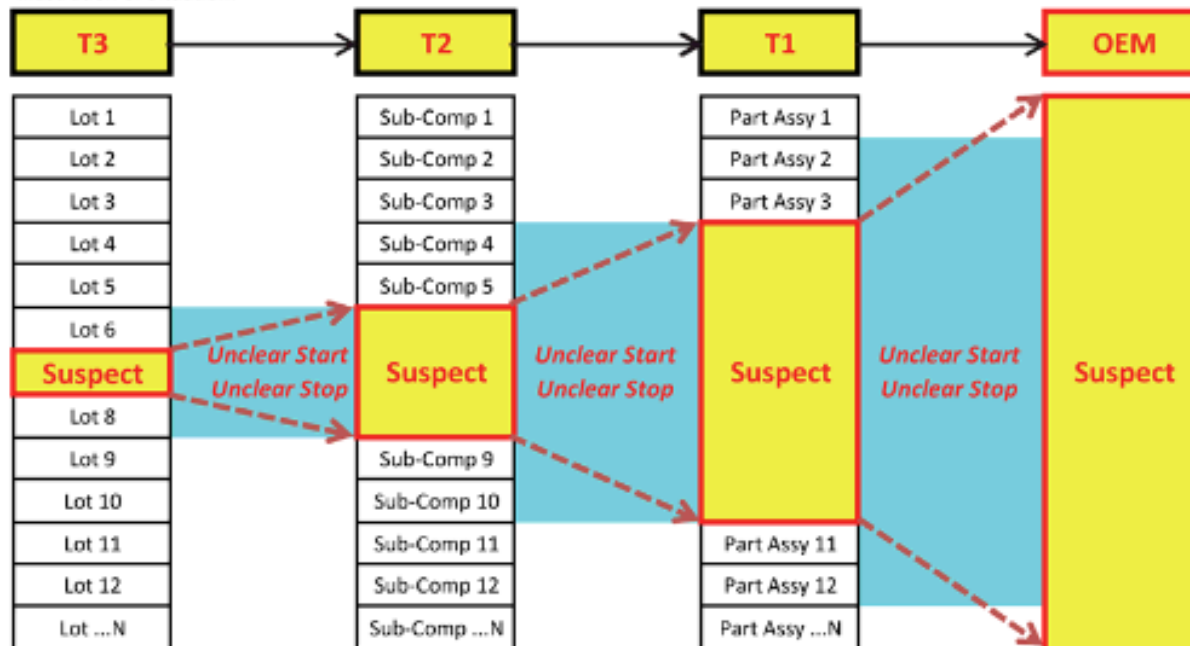 T3
T2
T1
OEM
Lot 1
Lot 2
Lot 3
Lot 4
Lot 5
Lot 6
Suspect
Lot 8
Lot 9
Lot 10
Lot 11
Lot 12
Lot ...N
Unclear Start
Unclear Stop
Sub-Comp 1
Sub-Comp 2
Sub-Comp 3
Sub-Comp 4
Sub-Comp 5
Suspect
Sub-Comp 9
Sub-Comp 10
Sub-Comp 11
Sub-Comp 12
Sub-Comp ...N
Unclear Start
Unclear Stop
Part Assy 1
Part Assy 2
Part Assy 3
Suspect
Part Assy 11
Part Assy 12
Part Assy ...N
Unclear Start
Unclear Stop
Suspect